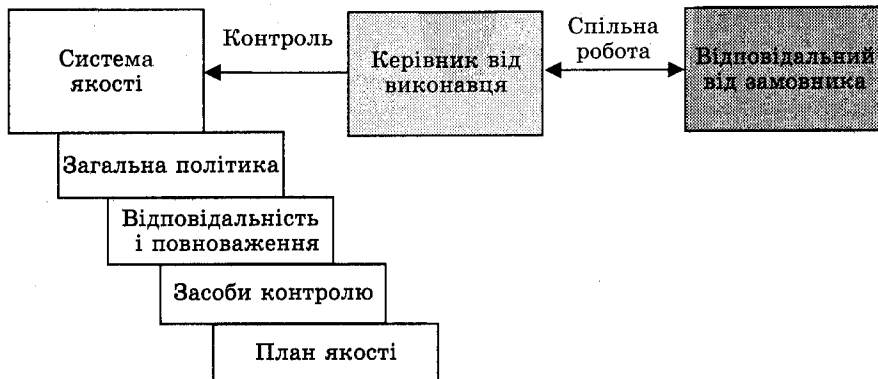 Система
якості
Контроль
Керівник від
виконавця
Спільна
робота
Відповідальний
від замовника
Загальна політика
Відповідальність
і повноваження
Засоби контролю
План якості